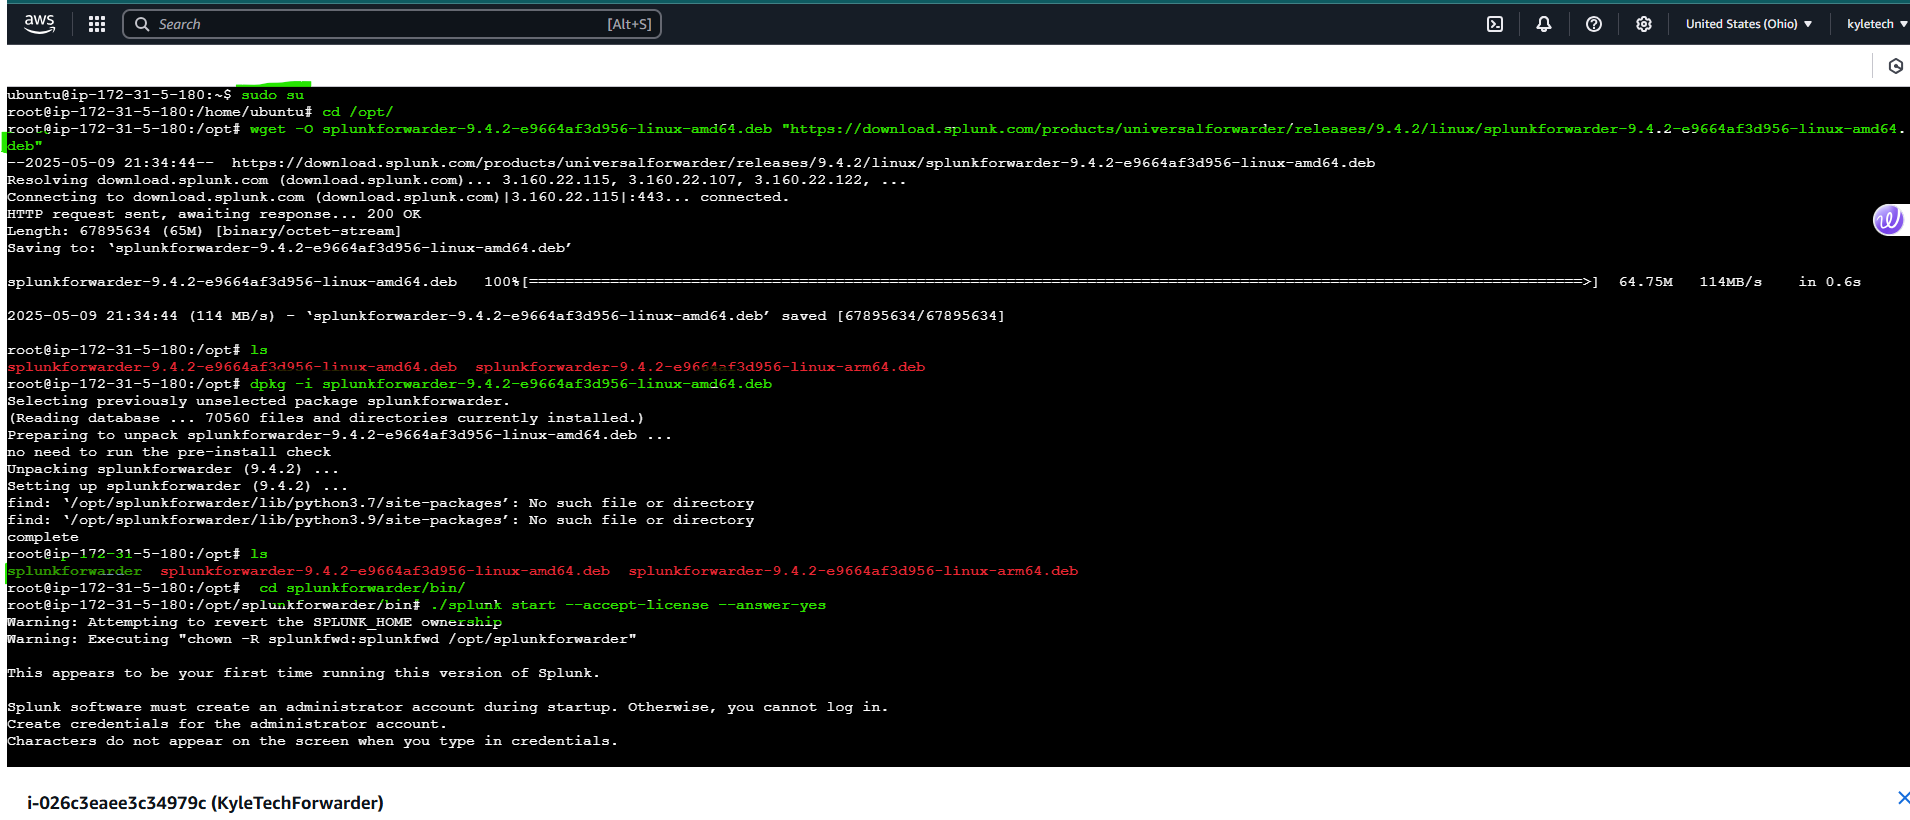 aws
Search [Alt+S]
United States (Ohio)
kyletech
ubuntu@ip-172-31-5-180:~$ sudo su
root@ip-172-31-5-180:/home/ubuntu# cd /opt/
root@ip-172-31-5-180:/opt# wget -O splunkforwarder-9.4.2-e9664af3d956-linux-amd64.deb "https://download.splunk.com/products/universalforwarder/releases/9.4.2/linux/splunkforwarder-9.4.2-e9664af3d956-linux-amd64.
deb"
--2025-05-09 21:34:44--  https://download.splunk.com/products/universalforwarder/releases/9.4.2/linux/splunkforwarder-9.4.2-e9664af3d956-linux-amd64.deb
Resolving download.splunk.com (download.splunk.com)... 3.160.22.115, 3.160.22.107, 3.160.22.122, ...
Connecting to download.splunk.com (download.splunk.com)|3.160.22.115|:443... connected.
HTTP request sent, awaiting response... 200 OK
Length: 67895634 (65M) [binary/octet-stream]
Saving to: ‘splunkforwarder-9.4.2-e9664af3d956-linux-amd64.deb’
splunkforwarder-9.4.2-e9664af3d956-linux-amd64.deb   100%[=====================================================================================================================>]  64.75M   114MB/s    in 0.6s
2025-05-09 21:34:44 (114 MB/s) - ‘splunkforwarder-9.4.2-e9664af3d956-linux-amd64.deb’ saved [67895634/67895634]
root@ip-172-31-5-180:/opt# ls
splunkforwarder-9.4.2-e9664af3d956-linux-amd64.deb  splunkforwarder-9.4.2-e9664af3d956-linux-arm64.deb
root@ip-172-31-5-180:/opt# dpkg -i splunkforwarder-9.4.2-e9664af3d956-linux-amd64.deb
Selecting previously unselected package splunkforwarder.
(Reading database ... 70560 files and directories currently installed.)
Preparing to unpack splunkforwarder-9.4.2-e9664af3d956-linux-amd64.deb ...
no need to run the pre-install check
Unpacking splunkforwarder (9.4.2) ...
Setting up splunkforwarder (9.4.2) ...
find: ‘/opt/splunkforwarder/lib/python3.7/site-packages’: No such file or directory
find: ‘/opt/splunkforwarder/lib/python3.9/site-packages’: No such file or directory
complete
root@ip-172-31-5-180:/opt# ls
splunkforwarder  splunkforwarder-9.4.2-e9664af3d956-linux-amd64.deb  splunkforwarder-9.4.2-e9664af3d956-linux-arm64.deb
root@ip-172-31-5-180:/opt#  cd splunkforwarder/bin/
root@ip-172-31-5-180:/opt/splunkforwarder/bin# ./splunk start --accept-license --answer-yes
Warning: Attempting to revert the SPLUNK_HOME ownership
Warning: Executing "chown -R splunkfwd:splunkfwd /opt/splunkforwarder"
This appears to be your first time running this version of Splunk.
Splunk software must create an administrator account during startup. Otherwise, you cannot log in.
Create credentials for the administrator account.
Characters do not appear on the screen when you type in credentials.
i-026c3eaee3c34979c (KyleTechForwarder)